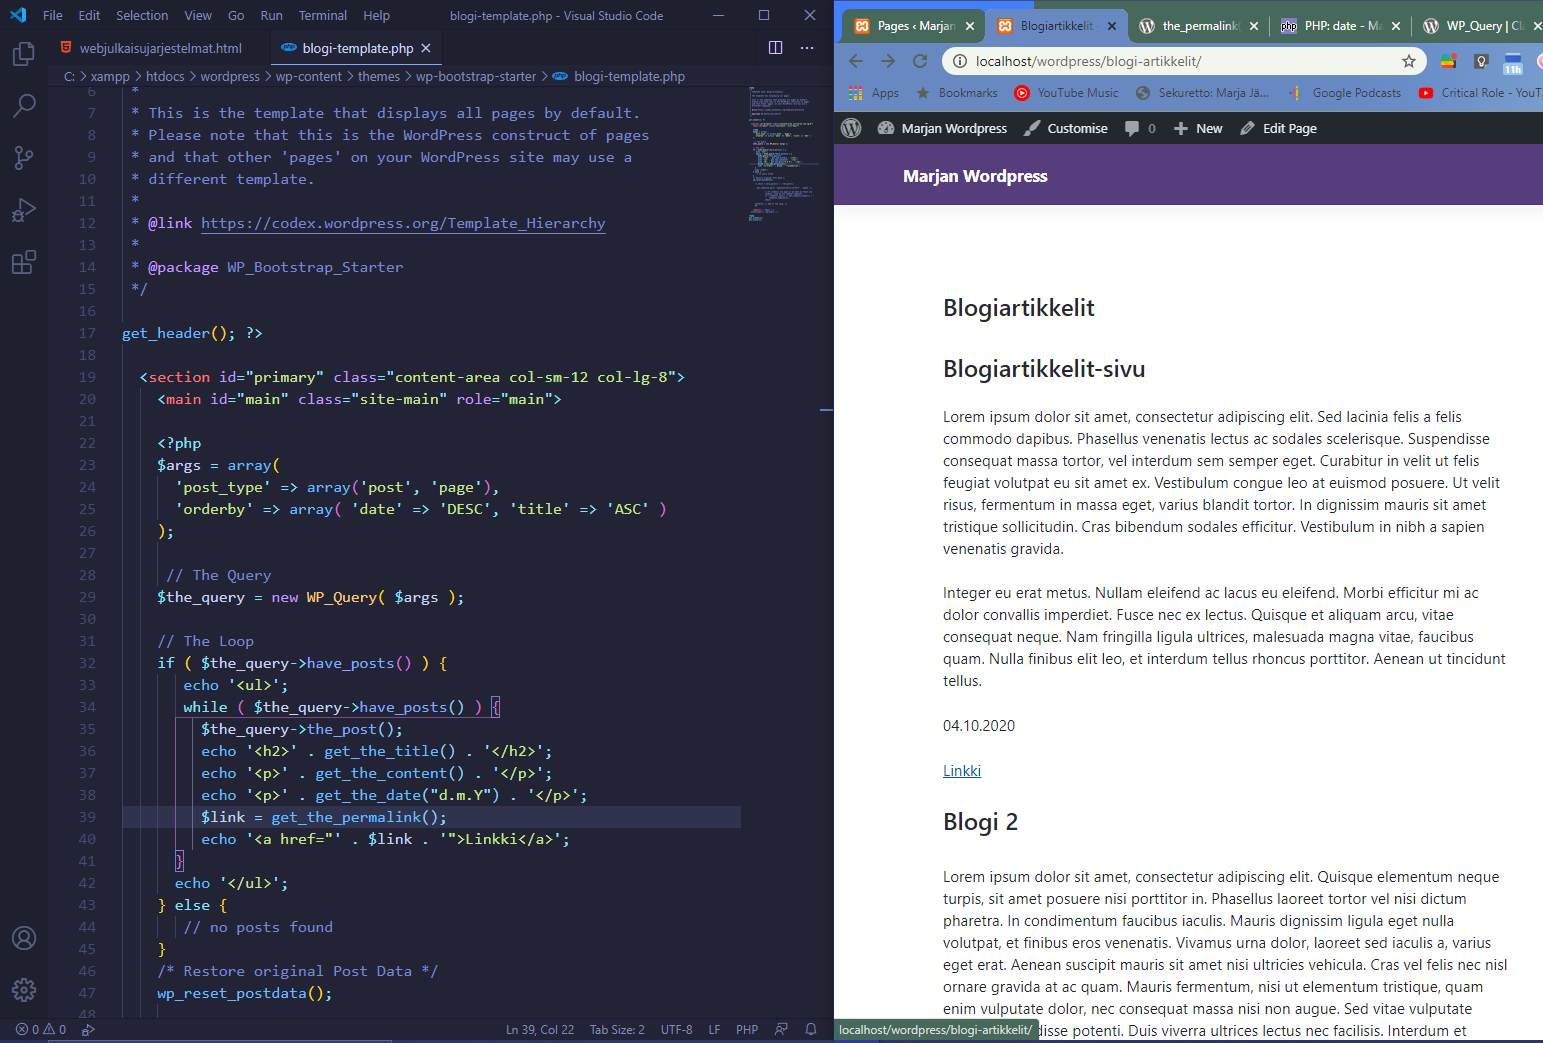 File Edit Selection View Go Run Terminal Help blogi-template.php - Visual Studio Code
webjulkaisujarjestelmat.html blogi-template.php
C: > xampp > htdocs > wordpress > wp-content > themes > wp-bootstrap-starter > blogi-template.php
6 *
7 * This is the template that displays all pages by default.
8 * Please note that this is the WordPress construct of pages
9 * and that other 'pages' on your WordPress site may use a
10 * different template.
11 *
12 * @link https://codex.wordpress.org/Template_Hierarchy
13 *
14 * @package WP_Bootstrap_Starter
15 */
16
17 get_header(); ?>
18
19 <section id="primary" class="content-area col-sm-12 col-lg-8">
20 <main id="main" class="site-main" role="main">
21
22 <?php
23 $args = array(
24 'post_type' => array('post', 'page'),
25 'orderby' => array( 'date' => 'DESC', 'title' => 'ASC' )
26 );
27
28 // The Query
29 $the_query = new WP_Query( $args );
30
31 // The Loop
32 if ( $the_query->have_posts() ) {
33 echo '<ul>';
34 while ( $the_query->have_posts() ) {
35 $the_query->the_post();
36 echo '<h2>' . get_the_title() . '</h2>';
37 echo '<p>' . get_the_content() . '</p>';
38 echo '<p>' . get_the_date("d.m.Y") . '</p>';
39 $link = get_the_permalink();
40 echo '<a href="' . $link . '">Linkki</a>';
41 }
42 echo '</ul>';
43 } else {
44 // no posts found
45 }
46 /* Restore original Post Data */
47 wp_reset_postdata();
48
0 0 Ln 39, Col 22 Tab Size: 2 UTF-8 LF PHP
Pages ‹ Marjan Blogiartikkelit the_permalink( php PHP: date - Ma WP_Query | Cl
localhost/wordpress/blogi-artikkelit/ 11h
Apps Bookmarks YouTube Music Sekuretto: Marja Jä... Google Podcasts Critical Role - YouT
Marjan Wordpress Customise 0 New Edit Page
Marjan Wordpress
Blogiartikkelit
Blogiartikkelit-sivu
Lorem ipsum dolor sit amet, consectetur adipiscing elit. Sed lacinia felis a felis
commodo dapibus. Phasellus venenatis lectus ac sodales scelerisque. Suspendisse
consequat massa tortor, vel interdum sem semper eget. Curabitur in velit ut felis
feugiat volutpat eu sit amet ex. Vestibulum congue leo at euismod posuere. Ut velit
risus, fermentum in massa eget, varius blandit tortor. In dignissim mauris sit amet
tristique sollicitudin. Cras bibendum sodales efficitur. Vestibulum in nibh a sapien
venenatis gravida.
Integer eu erat metus. Nullam eleifend ac lacus eu eleifend. Morbi efficitur mi ac
dolor convallis imperdiet. Fusce nec ex lectus. Quisque et aliquam arcu, vitae
consequat neque. Nam fringilla ligula ultrices, malesuada magna vitae, faucibus
quam. Nulla finibus elit leo, et interdum tellus rhoncus porttitor. Aenean ut tincidunt
tellus.
04.10.2020
Linkki
Blogi 2
Lorem ipsum dolor sit amet, consectetur adipiscing elit. Quisque elementum neque
turpis, sit amet posuere nisi porttitor in. Phasellus laoreet tortor vel nisi dictum
pharetra. In condimentum faucibus iaculis. Mauris dignissim ligula eget nulla
volutpat, et finibus eros venenatis. Vivamus urna dolor, laoreet sed iaculis a, varius
eget erat. Aenean suscipit mauris sit amet nisi ultricies vehicula. Cras vel felis nec nisl
ornare gravida at ac quam. Mauris fermentum, nisi ut elementum tristique, quam
enim vulputate dolor, nec consequat massa nisi non augue. Sed vitae vulputate
disse potenti. Duis viverra ultrices lectus nec facilisis. Interdum et
localhost/wordpress/blogi-artikkelit/